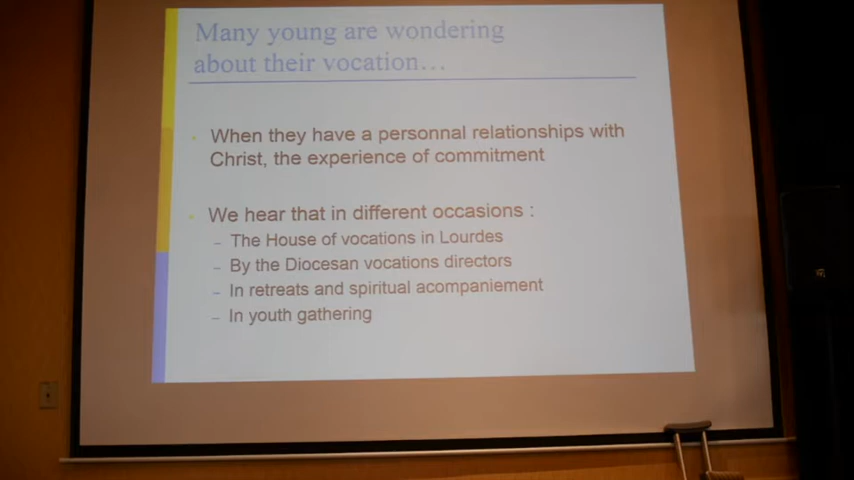 Many young are wondering
about their vocation…
When they have a personnal relationships with
Christ, the experience of commitment
We hear that in different occasions :
– The House of vocations in Lourdes
– By the Diocesan vocations directors
– In retreats and spiritual acompaniement
– In youth gathering